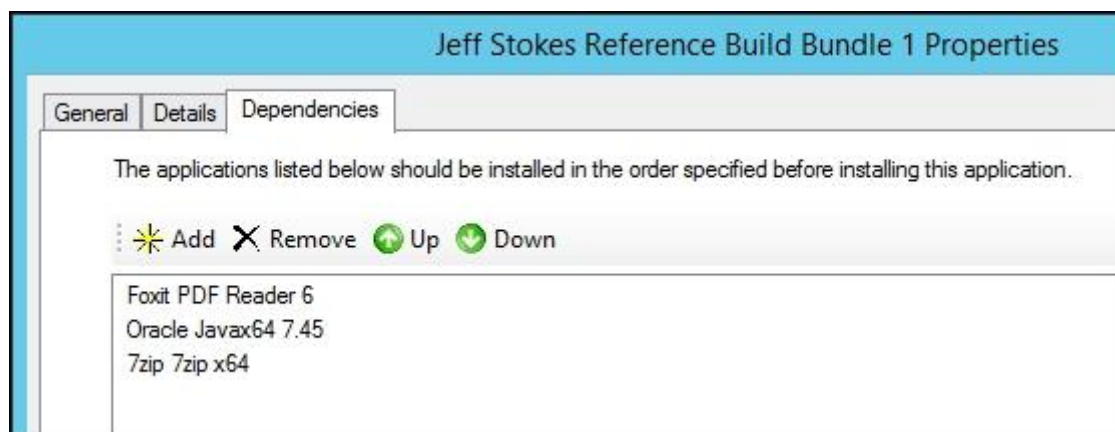 Jeff Stokes Reference Build Bundle 1 Properties
General Details Dependencies
The applications listed below should be installed in the order specified before installing this application.
Add Remove Up Down
Foxit PDF Reader 6
Oracle Javax64 7.45
7zip 7zip x64